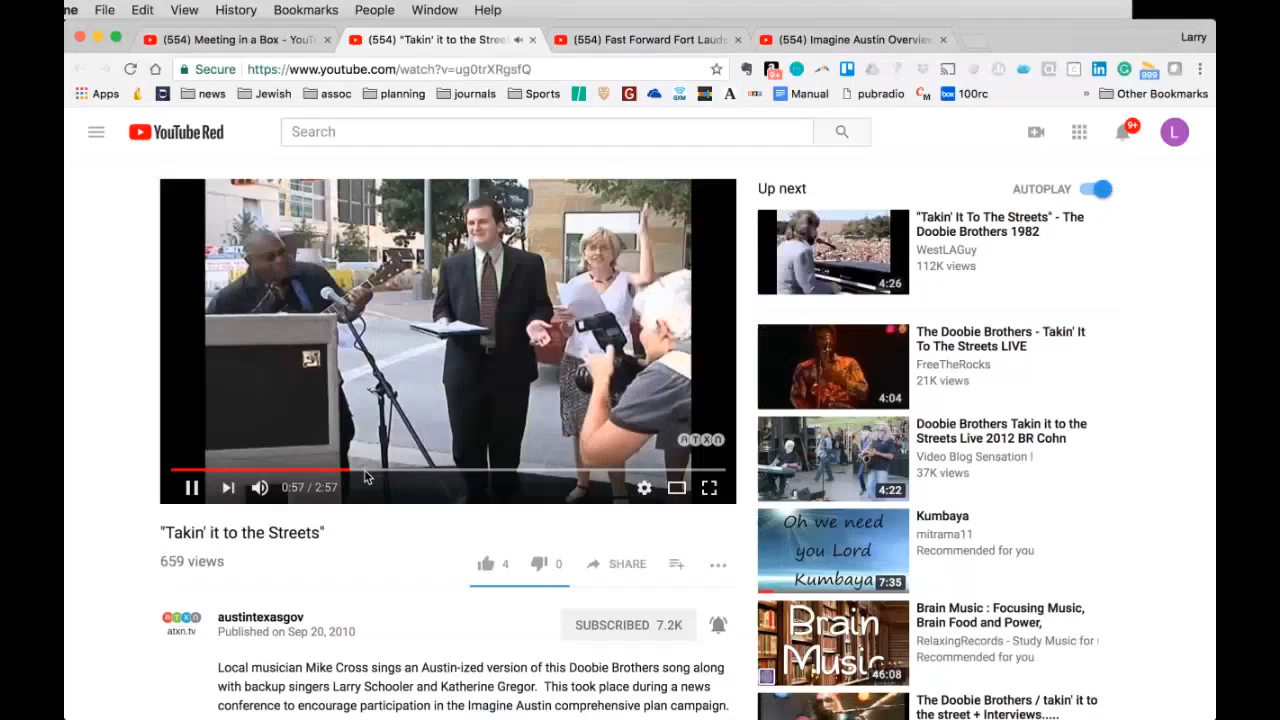 me File Edit View History Bookmarks People Window Help
(554) Meeting in a Box - YouT
(554) "Takin' it to the Stree
(554) Fast Forward Fort Laud
(554) Imagine Austin Overview
Larry
Secure https://www.youtube.com/watch?v=ug0trXRgsfQ
9+
999
Apps news Jewish assoc planning journals Sports Manual pubradio 100rc » Other Bookmarks
YouTube Red
Search
9+
L
Up next
AUTOPLAY
"Takin' It To The Streets" - The
Doobie Brothers 1982
WestLAGuy
112K views
4:26
The Doobie Brothers - Takin' It
To The Streets LIVE
FreeTheRocks
21K views
4:04
Doobie Brothers Takin it to the
Streets Live 2012 BR Cohn
Video Blog Sensation !
37K views
4:22
Oh we need
you Lord
Kumbaya
7:35
Kumbaya
mitrama11
Recommended for you
Brain
Music
46:08
Brain Music : Focusing Music,
Brain Food and Power,
RelaxingRecords - Study Music for
Recommended for you
The Doobie Brothers / takin' it to
the street + Interviews.....
ATXN
0:57 / 2:57
"Takin' it to the Streets"
659 views
4
0
SHARE
ATXN
atxn.tv
austintexasgov
Published on Sep 20, 2010
SUBSCRIBED 7.2K
Local musician Mike Cross sings an Austin-ized version of this Doobie Brothers song along
with backup singers Larry Schooler and Katherine Gregor. This took place during a news
conference to encourage participation in the Imagine Austin comprehensive plan campaign.